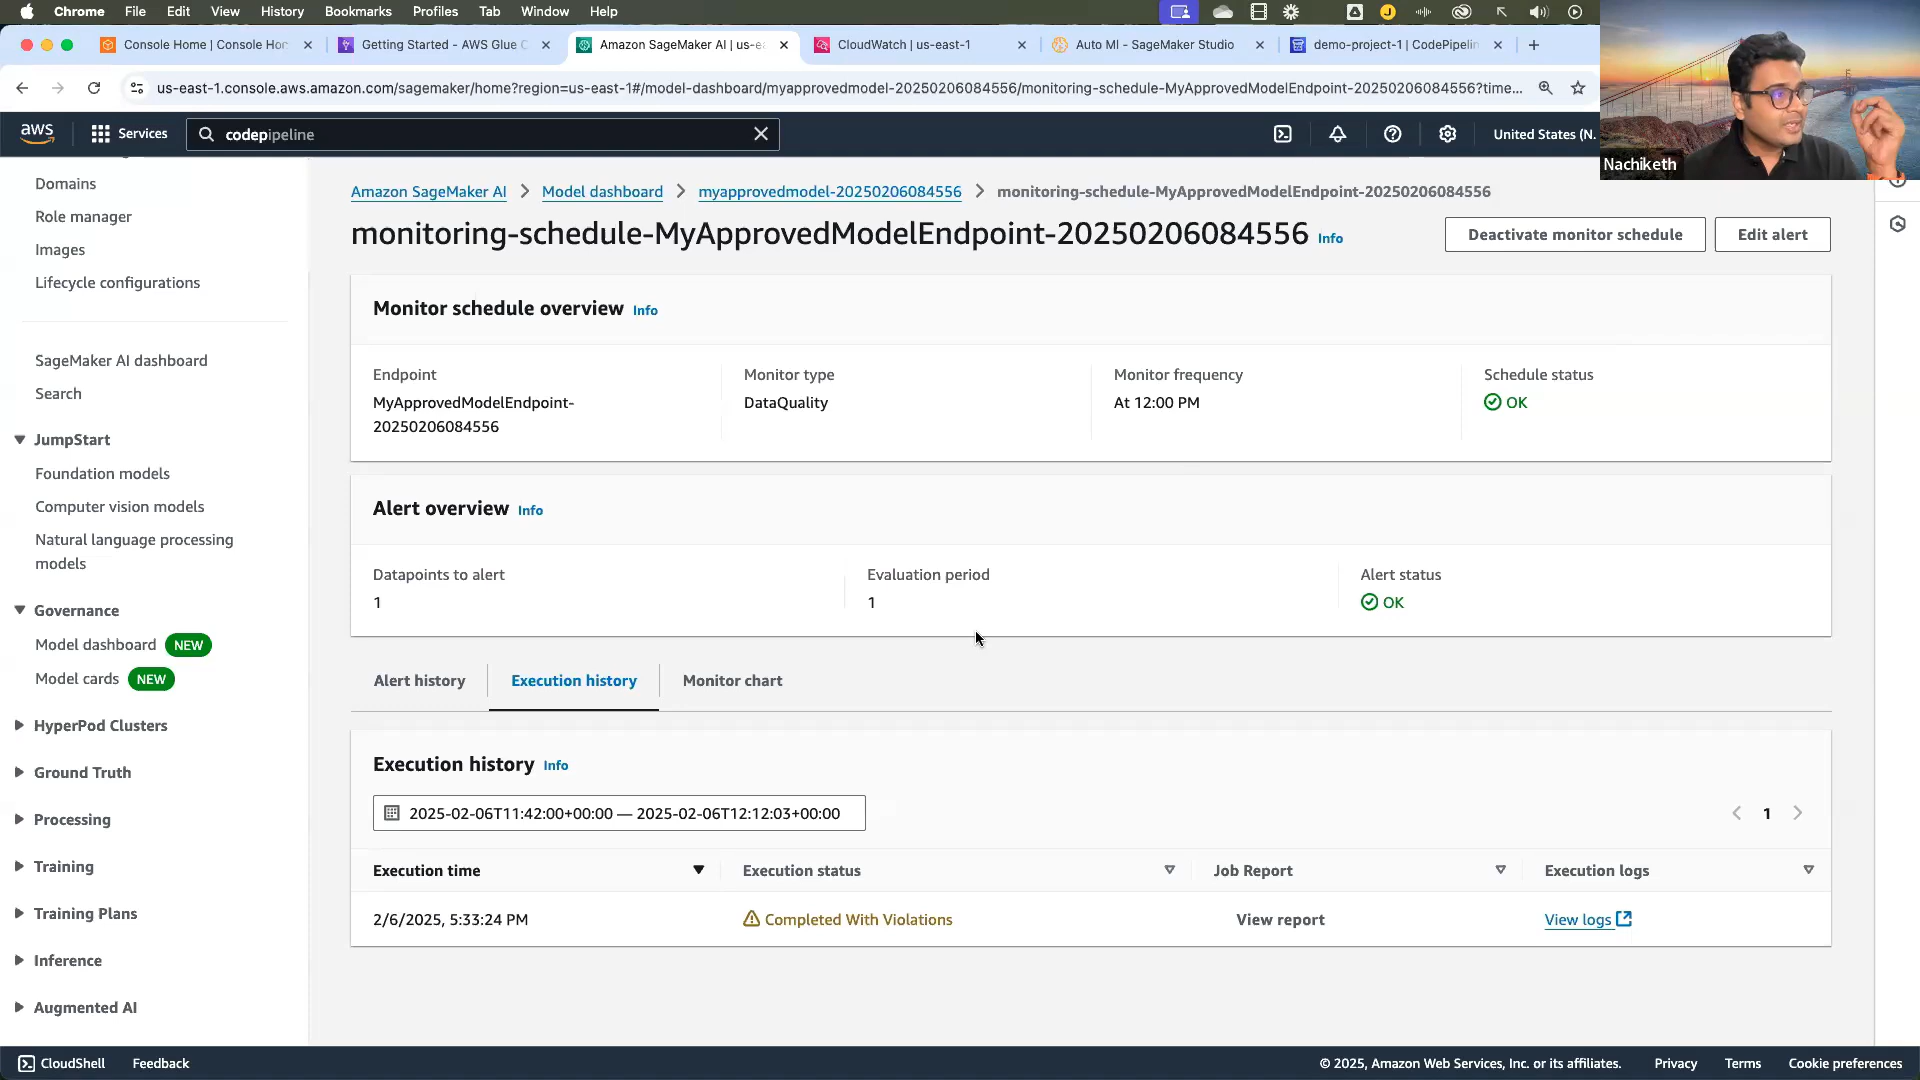 Chrome File Edit View History Bookmarks Profiles Tab Window Help
Console Home | Console Ho
Getting Started - AWS Glue C
Amazon SageMaker AI | us-ea
CloudWatch | us-east-1
Auto Ml - SageMaker Studio
demo-project-1 | CodePipelin
us-east-1.console.aws.amazon.com/sagemaker/home?region=us-east-1#/model-dashboard/myapprovedmodel-20250206084556/monitoring-schedule-MyApprovedModelEndpoint-20250206084556?time...
aws Services codepipeline United States (N.
Nachiketh
Domains
Role manager
Images
Lifecycle configurations
SageMaker AI dashboard
Search
JumpStart
Foundation models
Computer vision models
Natural language processing
models
Governance
Model dashboard NEW
Model cards NEW
HyperPod Clusters
Ground Truth
Processing
Training
Training Plans
Inference
Augmented AI
Amazon SageMaker AI > Model dashboard > myapprovedmodel-20250206084556 > monitoring-schedule-MyApprovedModelEndpoint-20250206084556
monitoring-schedule-MyApprovedModelEndpoint-20250206084556 Info
Deactivate monitor schedule Edit alert
Monitor schedule overview Info
Endpoint
MyApprovedModelEndpoint-
20250206084556
Monitor type
DataQuality
Monitor frequency
At 12:00 PM
Schedule status
OK
Alert overview Info
Datapoints to alert
1
Evaluation period
1
Alert status
OK
Alert history Execution history Monitor chart
Execution history Info
2025-02-06T11:42:00+00:00 — 2025-02-06T12:12:03+00:00
1
Execution time Execution status Job Report Execution logs
2/6/2025, 5:33:24 PM Completed With Violations View report View logs
CloudShell Feedback © 2025, Amazon Web Services, Inc. or its affiliates. Privacy Terms Cookie preferences